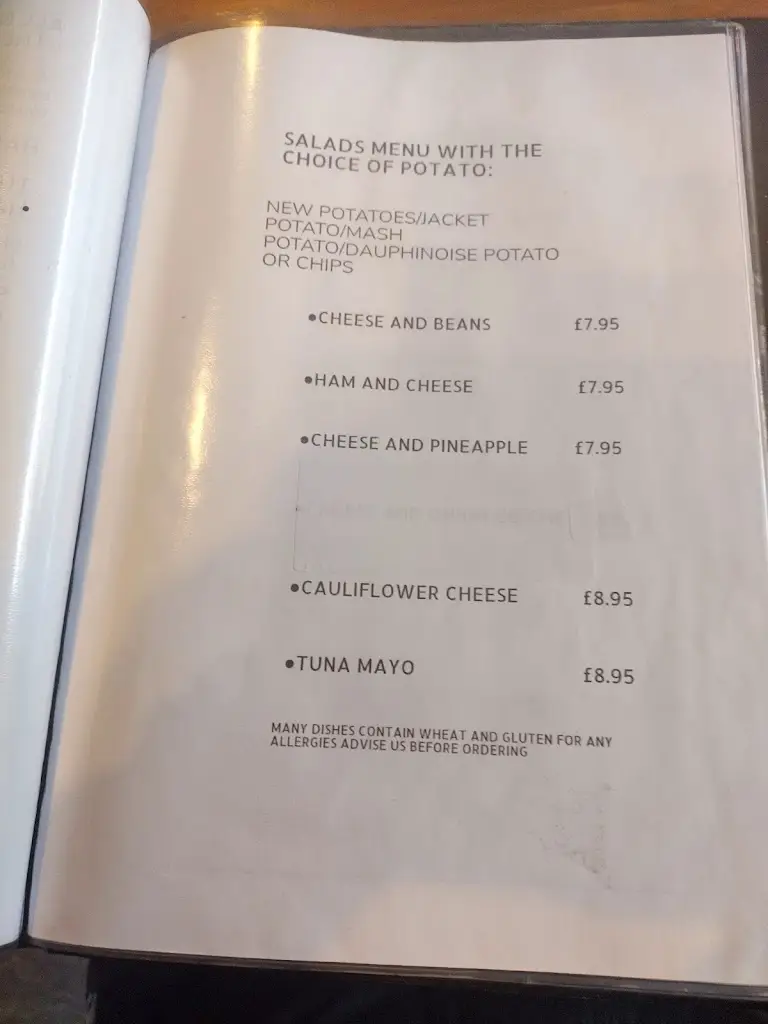 SALADS MENU WITH THE
CHOICE OF POTATO:
NEW POTATOES/JACKET
POTATO/MASH
POTATO/DAUPHINOISE POTATO
OR CHIPS
•CHEESE AND BEANS £7.95
•HAM AND CHEESE £7.95
•CHEESE AND PINEAPPLE £7.95
•CAULIFLOWER CHEESE £8.95
•TUNA MAYO £8.95
MANY DISHES CONTAIN WHEAT AND GLUTEN FOR ANY
ALLERGIES ADVISE US BEFORE ORDERING